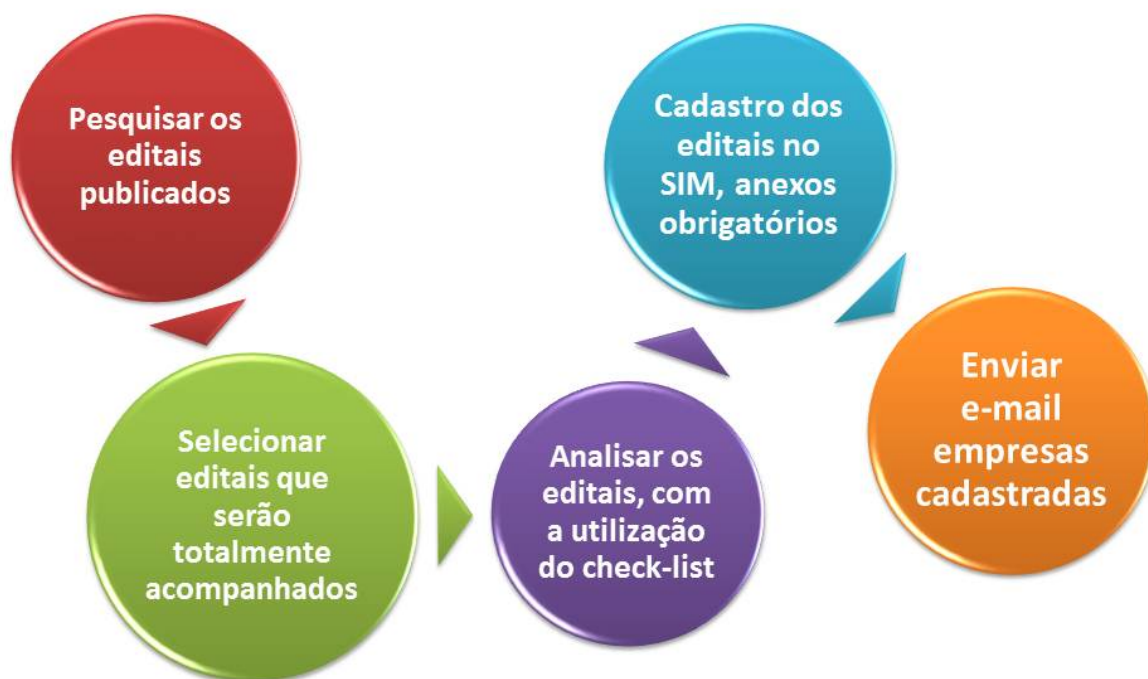 Pesquisar os
editais
publicados
Selecionar
editais que
serão
totalmente
acompanhados
Analisar os
editais, com
a utilização
do check-list
Cadastro dos
editais no
SIM, anexos
obrigatórios
Enviar
e-mail
empresas
cadastradas